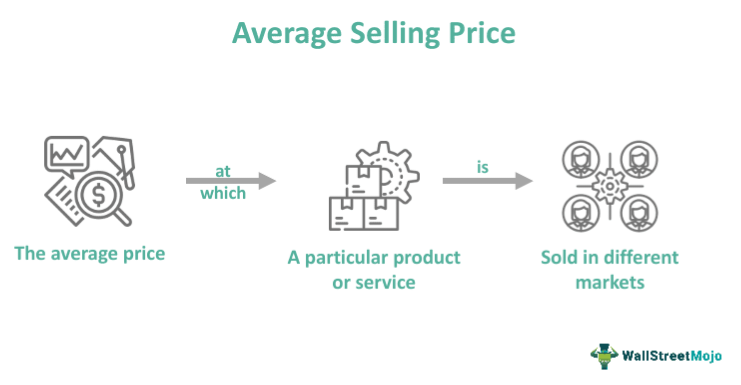 Average Selling Price
at
which
is
The average price
A particular product
or service
Sold in different
markets
WallStreetMojo